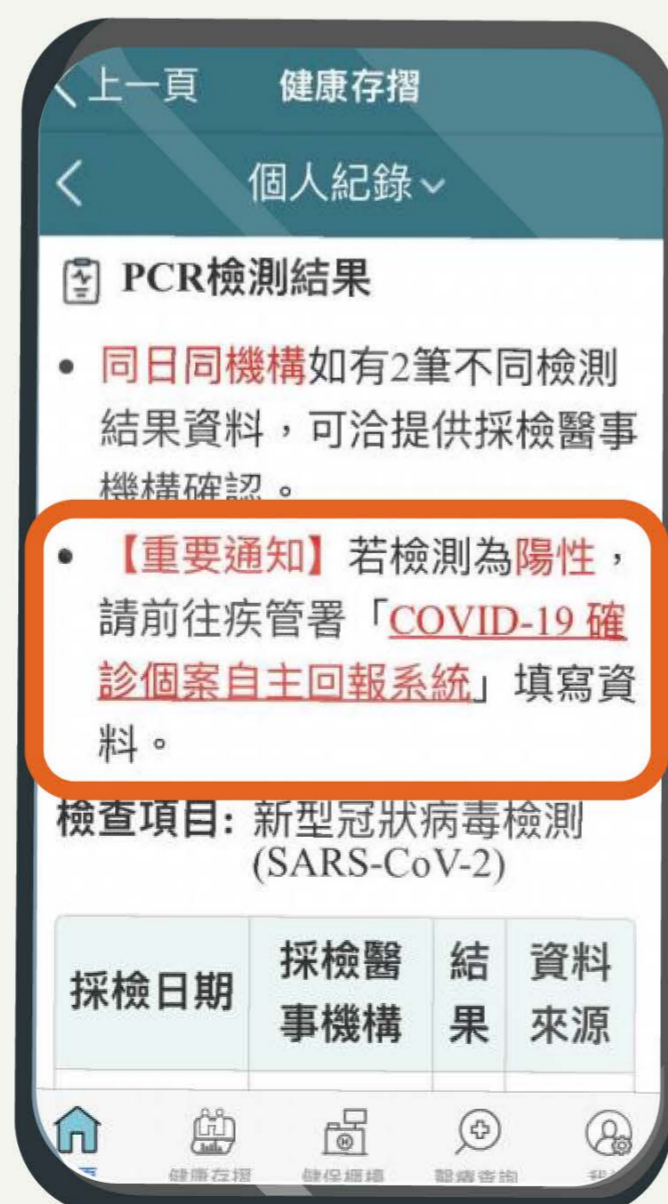 上一頁 健康存摺
個人紀錄
PCR檢測結果
• 同日同機構如有2筆不同檢測
結果資料，可洽提供採檢醫事
機構確認。
• 【重要通知】若檢測為陽性，
請前往疾管署「COVID-19 確
診個案自主回報系統」填寫資
料。
檢查項目: 新型冠狀病毒檢測
(SARS-CoV-2)
採檢日期 採檢醫事機構 結果 資料來源
健康存摺 健保櫃檯 醫療查詢